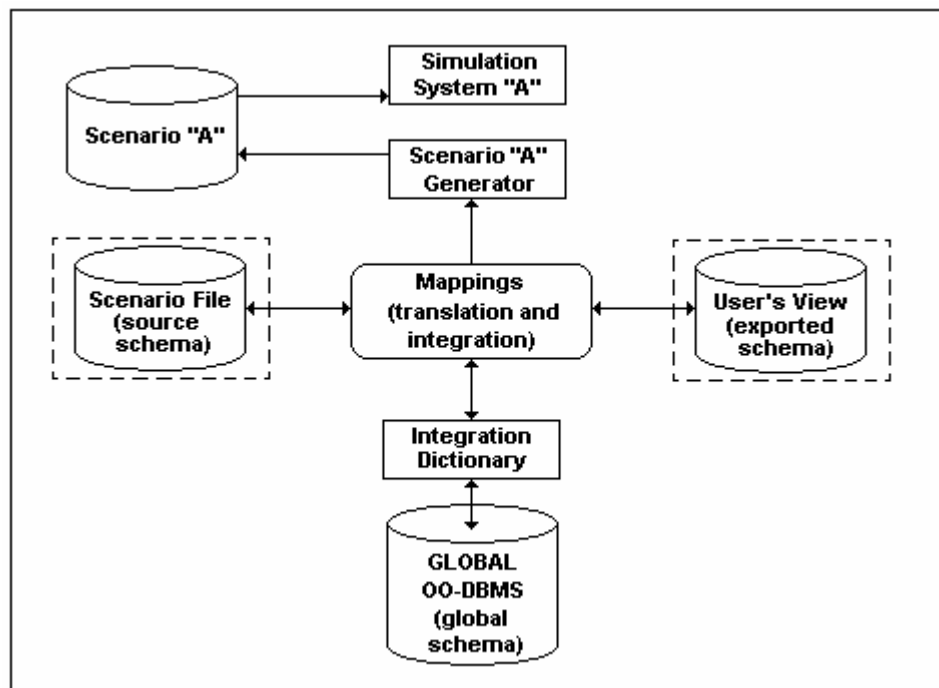 Simulation
System "A"
Scenario "A"
Scenario "A"
Generator
Scenario File
(source
schema)
Mappings
(translation and
integration)
User's View
(exported
schema)
Integration
Dictionary
GLOBAL
OO-DBMS
(global
schema)